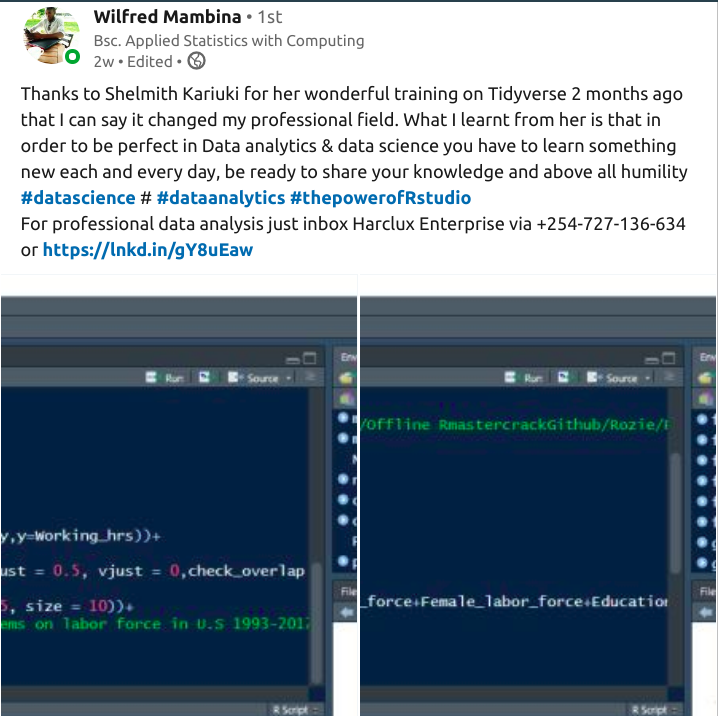 Wilfred Mambina • 1st
Bsc. Applied Statistics with Computing
2w • Edited •
Thanks to Shelmith Kariuki for her wonderful training on Tidyverse 2 months ago
that I can say it changed my professional field. What I learnt from her is that in
order to be perfect in Data analytics & data science you have to learn something
new each and every day, be ready to share your knowledge and above all humility
#datascience # #dataanalytics #thepowerofRstudio
For professional data analysis just inbox Harclux Enterprise via +254-727-136-634
or https://lnkd.in/gY8uEaw
Run Source
y,y=Working_hrs))+
ust = 0.5, vjust = 0,check_overlap
5, size = 10))+
ems on labor force in U.S 1993-2012
R Script
Env
File
Run Source
/Offline RmastercrackGithub/Rozie/
_force+Female_labor_force+Education
R Script
Env
File